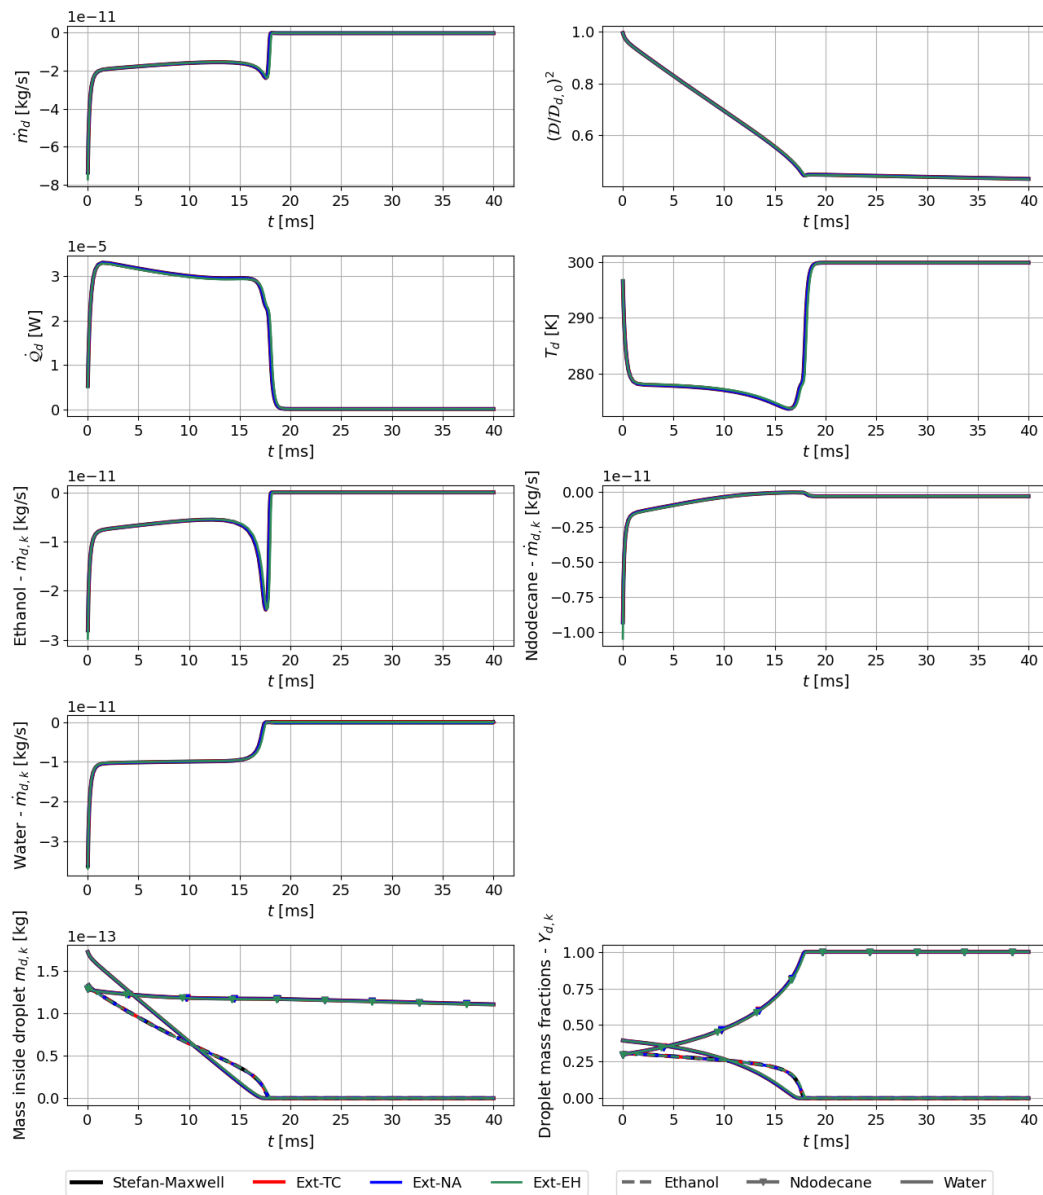 1e−11
0
−2
−4
−6
−8
ṁ_d [kg/s]
0 5 10 15 20 25 30 35 40
t [ms]
1.0
0.8
0.6
(D/D_{d,0})²
0 5 10 15 20 25 30 35 40
t [ms]
1e−5
3
2
0
Q̇_d [W]
0 5 10 15 20 25 30 35 40
t [ms]
300
290
280
T_d [K]
0 5 10 15 20 25 30 35 40
t [ms]
1e−11
0
−1
−2
−3
Ethanol - ṁ_{d,k} [kg/s]
0 5 10 15 20 25 30 35 40
t [ms]
1e−11
0.00
−0.25
−0.50
−0.75
−1.00
Ndodecane - ṁ_{d,k} [kg/s]
0 5 10 15 20 25 30 35 40
t [ms]
1e−11
0
−1
−2
−3
Water - ṁ_{d,k} [kg/s]
0 5 10 15 20 25 30 35 40
t [ms]
1e−13
1.5
1.0
0.5
0.0
Mass inside droplet m_{d,k} [kg]
0 5 10 15 20 25 30 35 40
t [ms]
1.00
0.75
0.50
0.25
0.00
Droplet mass fractions - Y_{d,k}
0 5 10 15 20 25 30 35 40
t [ms]
Stefan-Maxwell Ext-TC Ext-NA Ext-EH
Ethanol Ndodecane Water